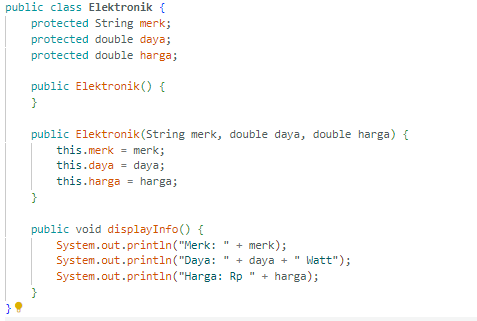 public class Elektronik {
    protected String merk;
    protected double daya;
    protected double harga;

    public Elektronik() {
    }

    public Elektronik(String merk, double daya, double harga) {
        this.merk = merk;
        this.daya = daya;
        this.harga = harga;
    }

    public void displayInfo() {
        System.out.println("Merk: " + merk);
        System.out.println("Daya: " + daya + " Watt");
        System.out.println("Harga: Rp " + harga);
    }
}